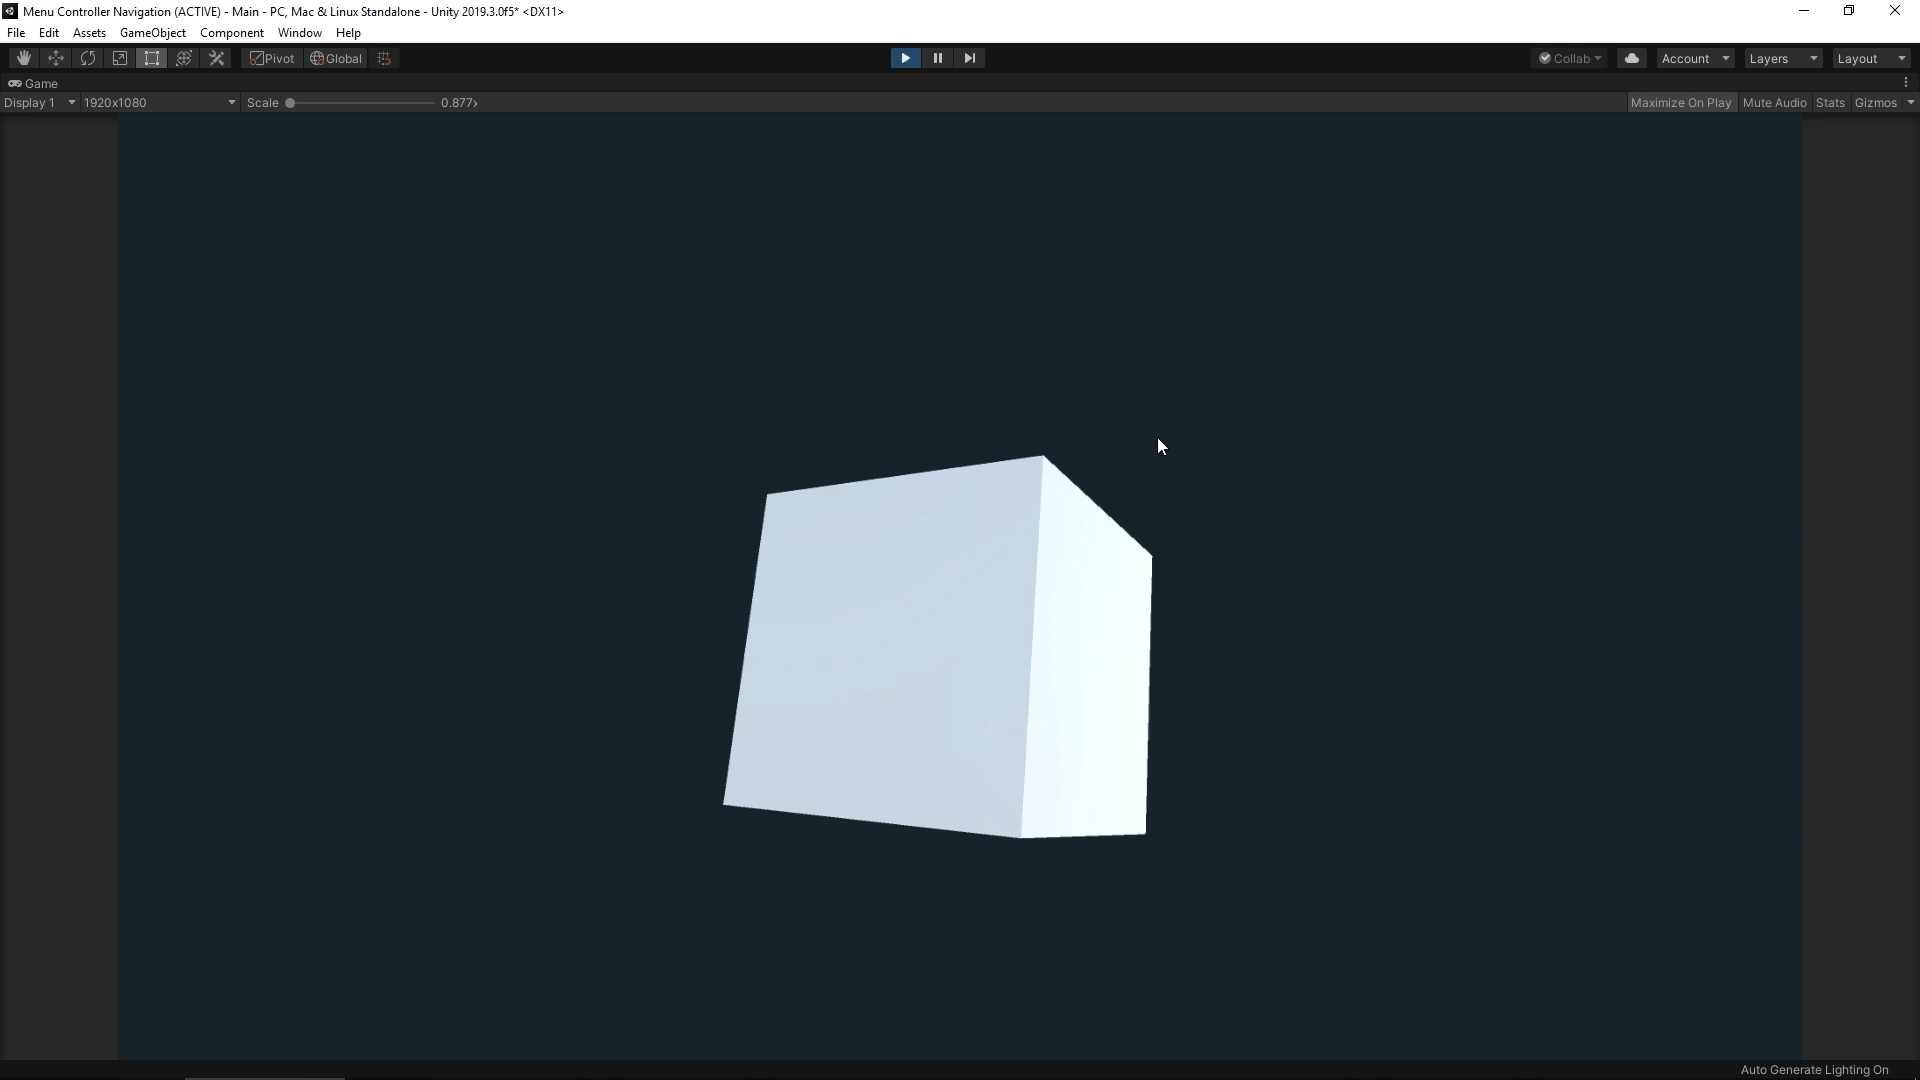 Menu Controller Navigation (ACTIVE) - Main - PC, Mac & Linux Standalone - Unity 2019.3.0f5* <DX11>
File Edit Assets GameObject Component Window Help
Pivot Global Collab Account Layers Layout
Game
Display 1 1920x1080 Scale 0.877x Maximize On Play Mute Audio Stats Gizmos
Auto Generate Lighting On